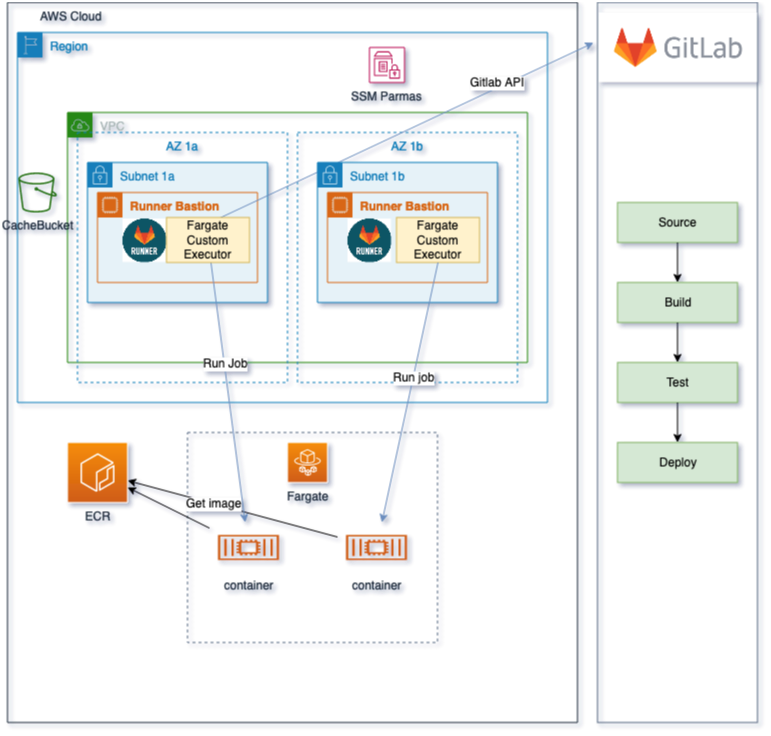 AWS Cloud
Region
SSM Parmas
Gitlab API
GitLab
VPC
AZ 1a
AZ 1b
Subnet 1a
Subnet 1b
CacheBucket
Runner Bastion
RUNNER
Fargate
Custom
Executor
Runner Bastion
RUNNER
Fargate
Custom
Executor
Run Job
Run job
ECR
Fargate
Get image
container
container
Source
Build
Test
Deploy